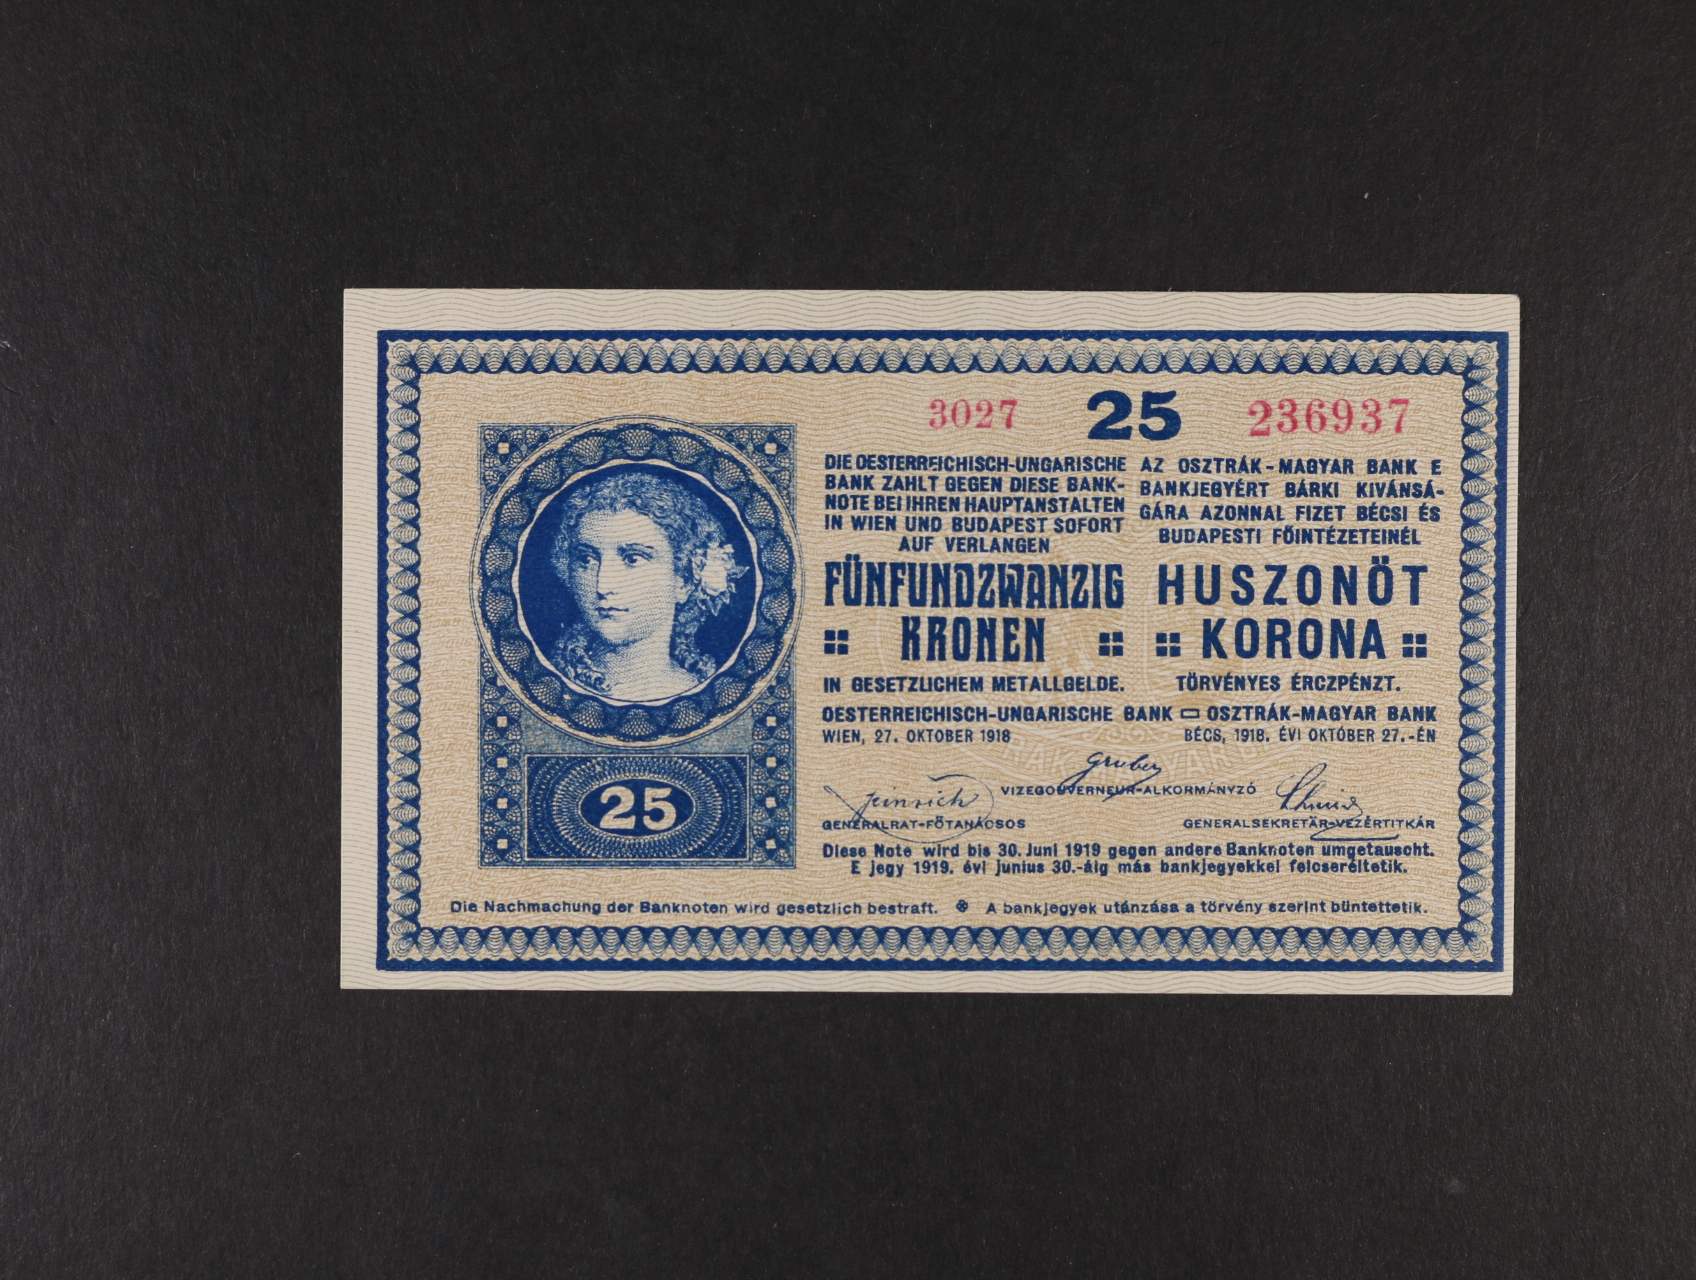 3027 25 236937
DIE OESTERREICHISCH-UNGARISCHE
BANK ZAHLT GEGEN DIESE BANK-
NOTE BEI IHREN HAUPTANSTALTEN
IN WIEN UND BUDAPEST SOFORT
AUF VERLANGEN
FÜNFUNDZWANZIG
KRONEN
IN GESETZLICHEM METALLGELDE.
AZ OSZTRÁK-MAGYAR BANK E
BANKJEGYÉRT BÁRKI KIVÁNSÁ-
GÁRA AZONNAL FIZET BÉCSI ÉS
BUDAPESTI FŐINTÉZETEINÉL
HUSZONÖT
KORONA
TÖRVÉNYES ÉRCZPÉNZT.
OESTERREICHISCH-UNGARISCHE BANK OSZTRÁK-MAGYAR BANK
WIEN, 27. OKTOBER 1918 BÉCS, 1918. ÉVI OKTÓBER 27.-ÉN
Gruber
VIZEGOUVERNEUR-ALKORMÁNYZÓ
GENERALRAT-FŐTANÁCSOS GENERALSEKRETÄR-VEZÉRTITKÁR
Diese Note wird bis 30. Juni 1919 gegen andere Banknoten umgetauscht.
E jegy 1919. évi junius 30.-áig más bankjegyekkel felcseréltetik.
25
Die Nachmachung der Banknoten wird gesetzlich bestraft. A bankjegyek utánzása a törvény szerint büntettetik.